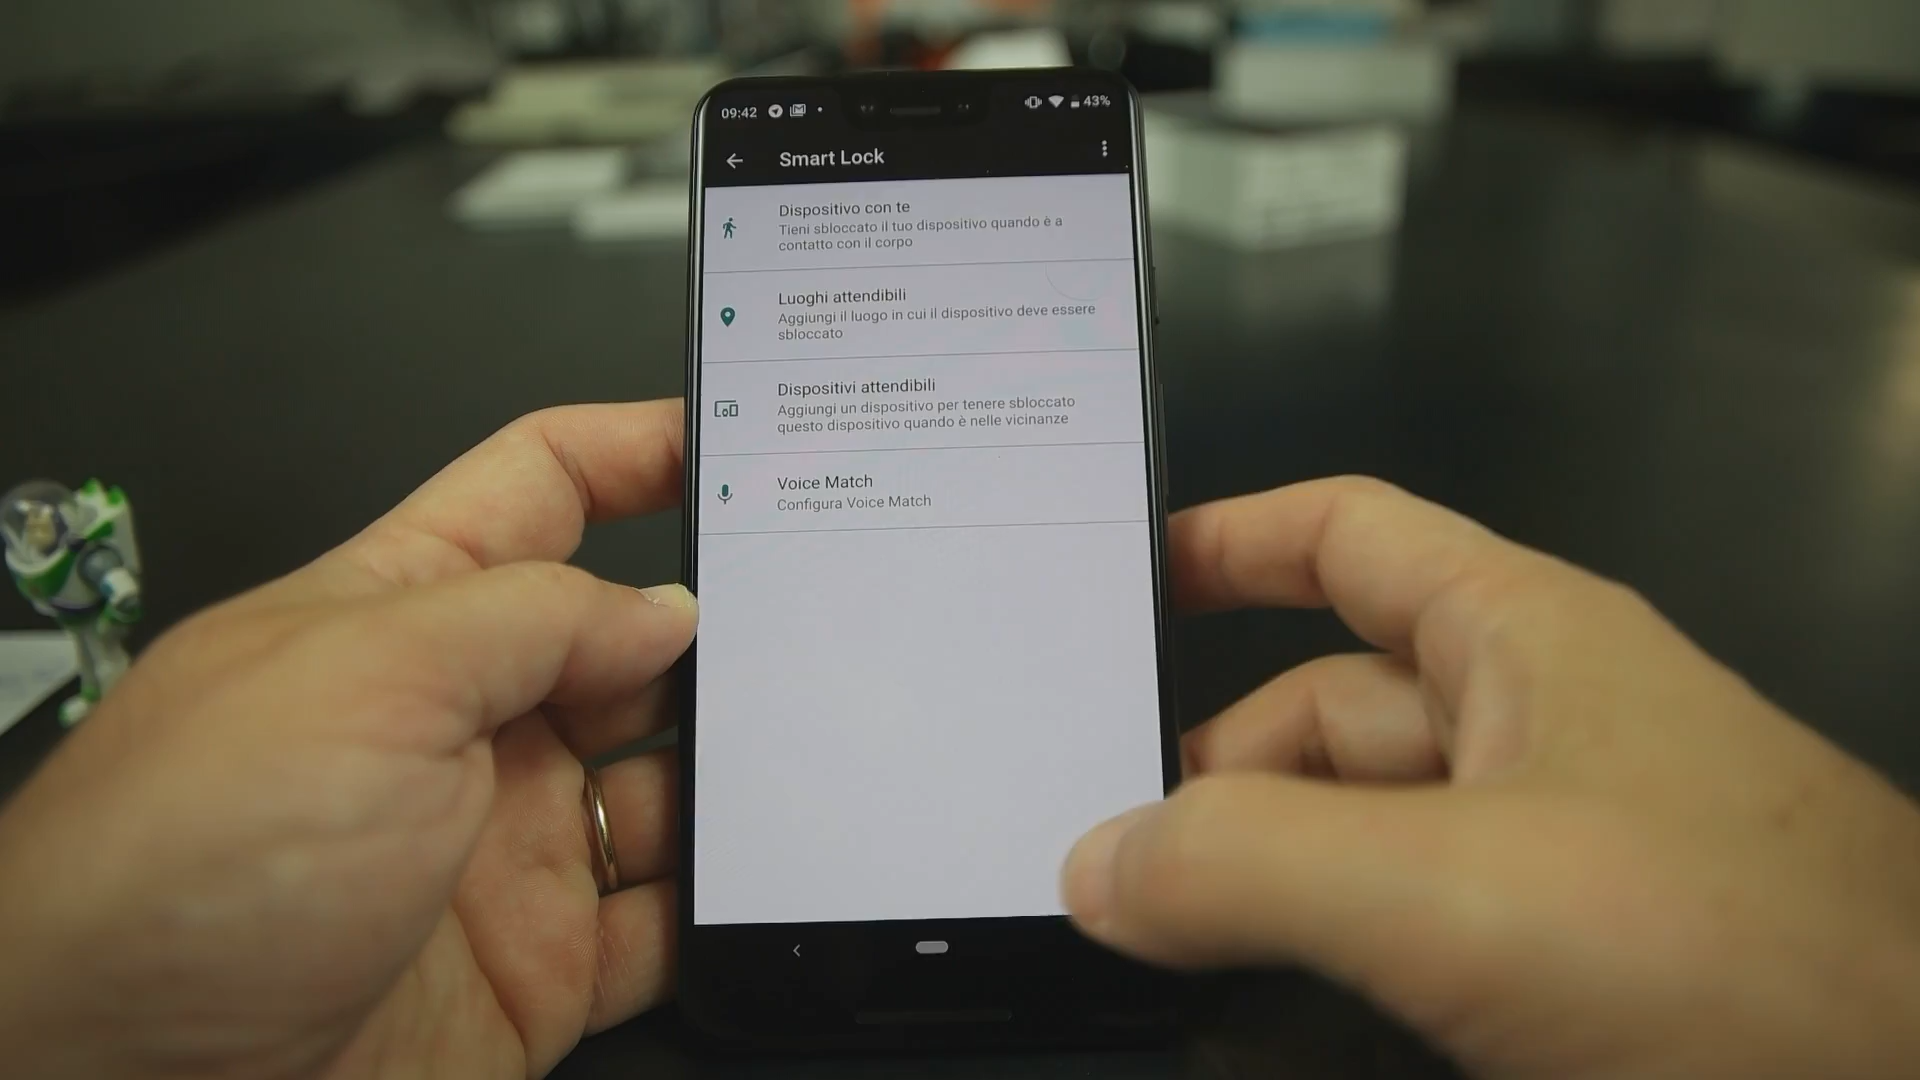 09:42
43%
Smart Lock
Dispositivo con te
Tieni sbloccato il tuo dispositivo quando è a
contatto con il corpo
Luoghi attendibili
Aggiungi il luogo in cui il dispositivo deve essere
sbloccato
Dispositivi attendibili
Aggiungi un dispositivo per tenere sbloccato
questo dispositivo quando è nelle vicinanze
Voice Match
Configura Voice Match